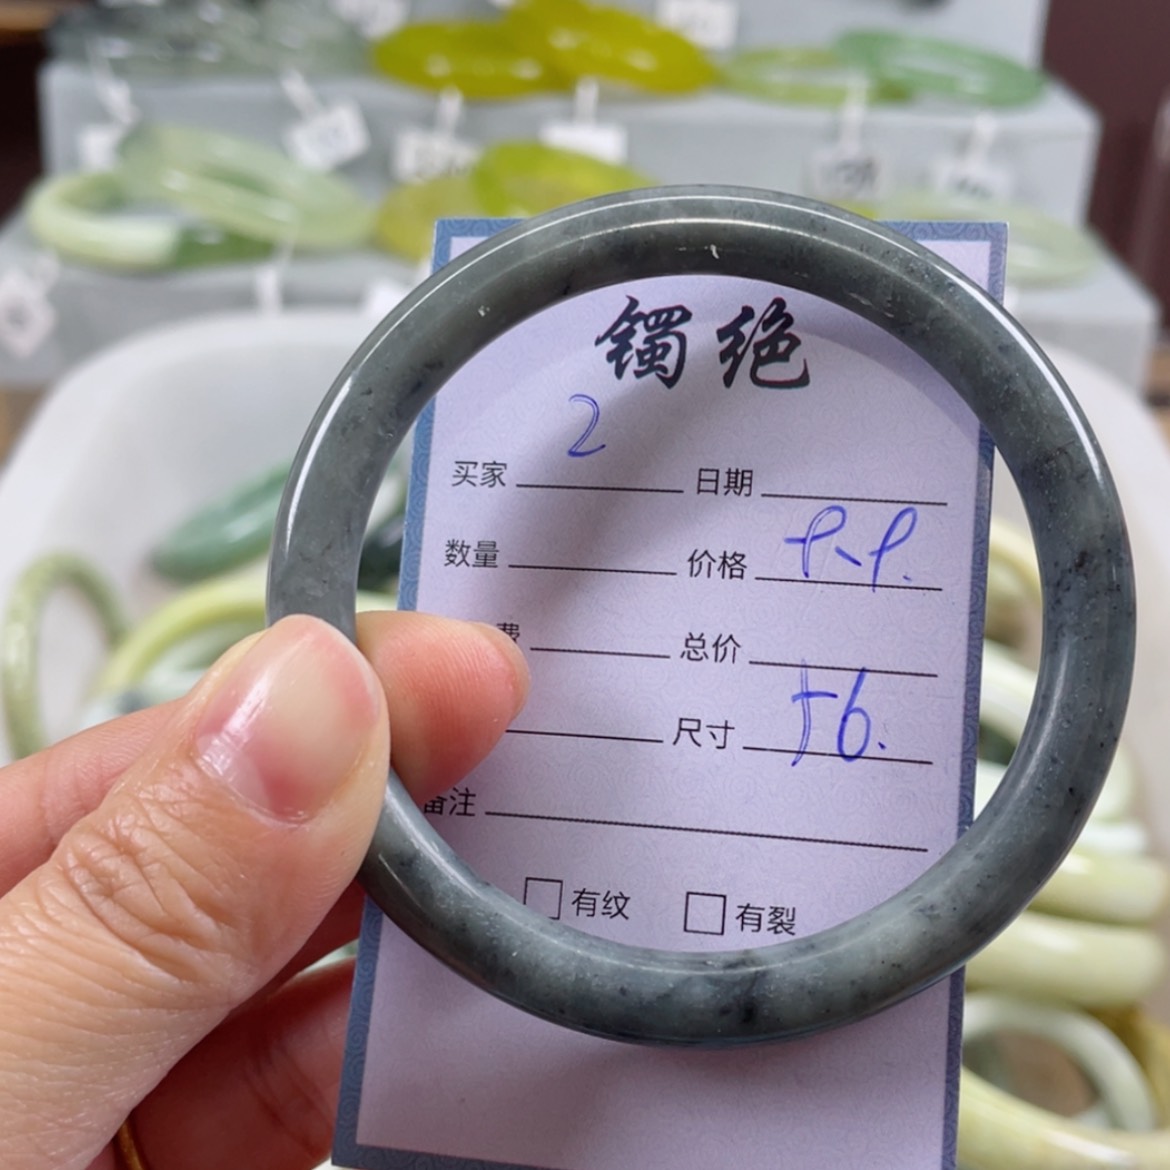 镯绝
2
买家 日期
数量 价格
费 总价
尺寸 56.
备注
有纹 有裂